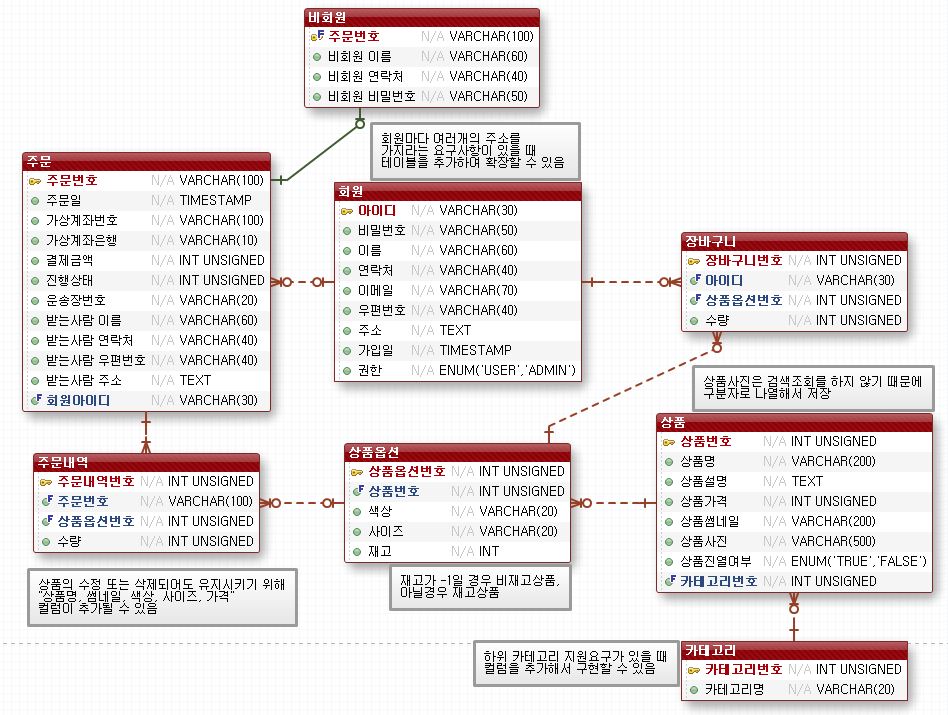 비회원
주문번호 N/A VARCHAR(100)
비회원 이름 N/A VARCHAR(60)
비회원 연락처 N/A VARCHAR(40)
비회원 비밀번호 N/A VARCHAR(50)
회원마다 여러개의 주소를
가지라는 요구사항이 있을 때
테이블을 추가하며 확장할 수 있음
주문
주문번호 N/A VARCHAR(100)
주문일 N/A TIMESTAMP
가상계좌번호 N/A VARCHAR(100)
가상계좌은행 N/A VARCHAR(10)
결제금액 N/A INT UNSIGNED
진행상태 N/A INT UNSIGNED
운송장번호 N/A VARCHAR(20)
받는사람 이름 N/A VARCHAR(60)
받는사람 연락처 N/A VARCHAR(40)
받는사람 우편번호 N/A VARCHAR(40)
받는사람 주소 N/A TEXT
회원아이디 N/A VARCHAR(30)
회원
아이디 N/A VARCHAR(30)
비밀번호 N/A VARCHAR(50)
이름 N/A VARCHAR(60)
연락처 N/A VARCHAR(40)
이메일 N/A VARCHAR(70)
우편번호 N/A VARCHAR(40)
주소 N/A TEXT
가입일 N/A TIMESTAMP
권한 N/A ENUM('USER','ADMIN')
장바구니
장바구니번호 N/A INT UNSIGNED
아이디 N/A VARCHAR(30)
상품옵션번호 N/A INT UNSIGNED
수량 N/A INT UNSIGNED
상품사진은 검색조회를 하지 않기 때문에
구분자로 나열해서 저장
주문내역
주문내역번호 N/A INT UNSIGNED
주문번호 N/A VARCHAR(100)
상품옵션번호 N/A INT UNSIGNED
수량 N/A INT UNSIGNED
상품옵션
상품옵션번호 N/A INT UNSIGNED
상품번호 N/A INT UNSIGNED
색상 N/A VARCHAR(20)
사이즈 N/A VARCHAR(20)
재고 N/A INT
상품
상품번호 N/A INT UNSIGNED
상품명 N/A VARCHAR(200)
상품설명 N/A TEXT
상품가격 N/A INT UNSIGNED
상품썸네일 N/A VARCHAR(200)
상품사진 N/A VARCHAR(500)
상품진열여부 N/A ENUM('TRUE','FALSE')
카테고리번호 N/A INT UNSIGNED
상품의 수정 또는 삭제되어도 유지시키기 위해
"상품명, 썸네일, 색상, 사이즈, 가격"
컬럼이 추가될 수 있음
재고가 -1일 경우 비재고상품,
아닐경우 재고상품
하위 카테고리 지원요구가 있을 때
컬럼을 추가해서 구현할 수 있음
카테고리
카테고리번호 N/A INT UNSIGNED
카테고리명 N/A VARCHAR(20)